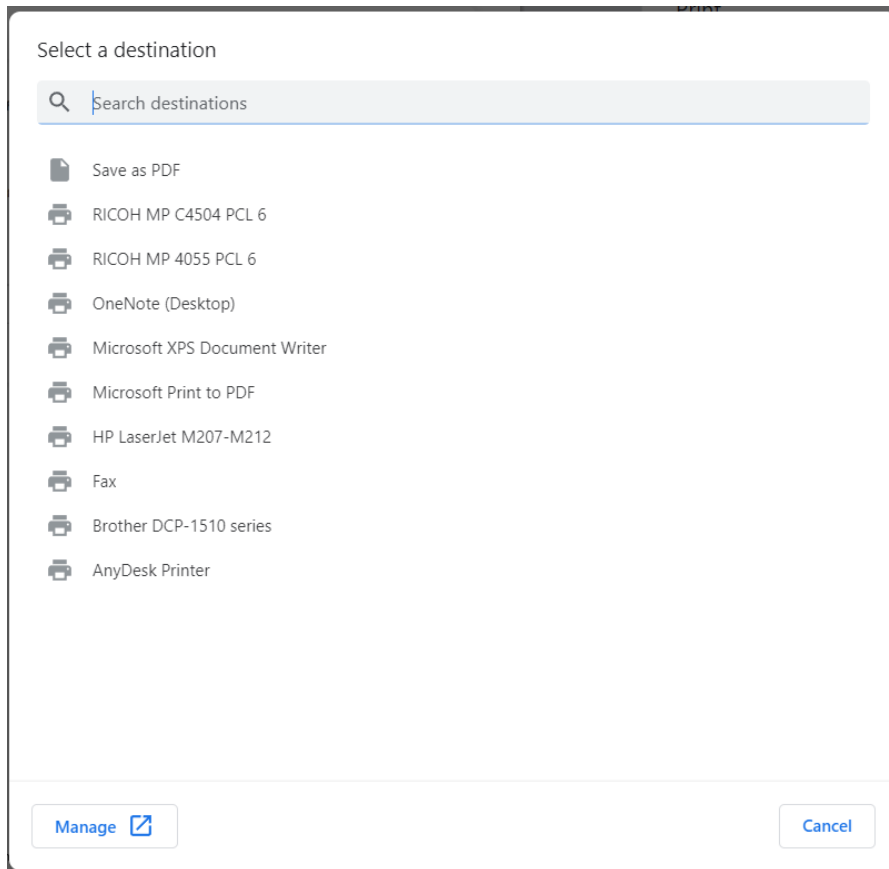 Print
Select a destination
Search destinations
Save as PDF
RICOH MP C4504 PCL 6
RICOH MP 4055 PCL 6
OneNote (Desktop)
Microsoft XPS Document Writer
Microsoft Print to PDF
HP LaserJet M207-M212
Fax
Brother DCP-1510 series
AnyDesk Printer
Manage
Cancel